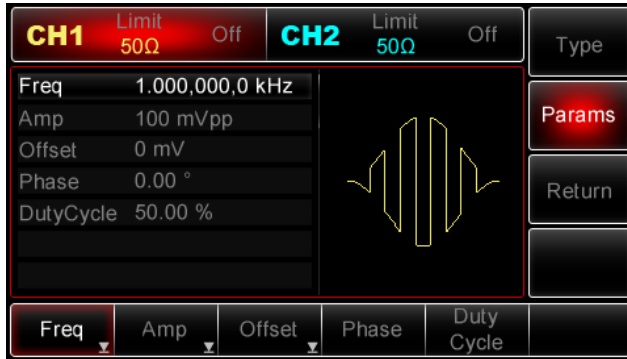 CH1 Limit 50Ω Off CH2 Limit 50Ω Off
Type
Freq 1.000,000,0 kHz
Amp 100 mVpp
Params
Offset 0 mV
Phase 0.00 °
Return
DutyCycle 50.00 %
Freq Amp Offset Phase Duty
Cycle